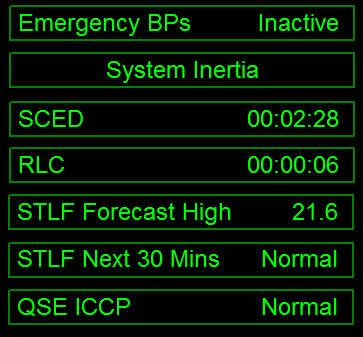 Emergency BPs Inactive
System Inertia
SCED 00:02:28
RLC 00:00:06
STLF Forecast High 21.6
STLF Next 30 Mins Normal
QSE ICCP Normal